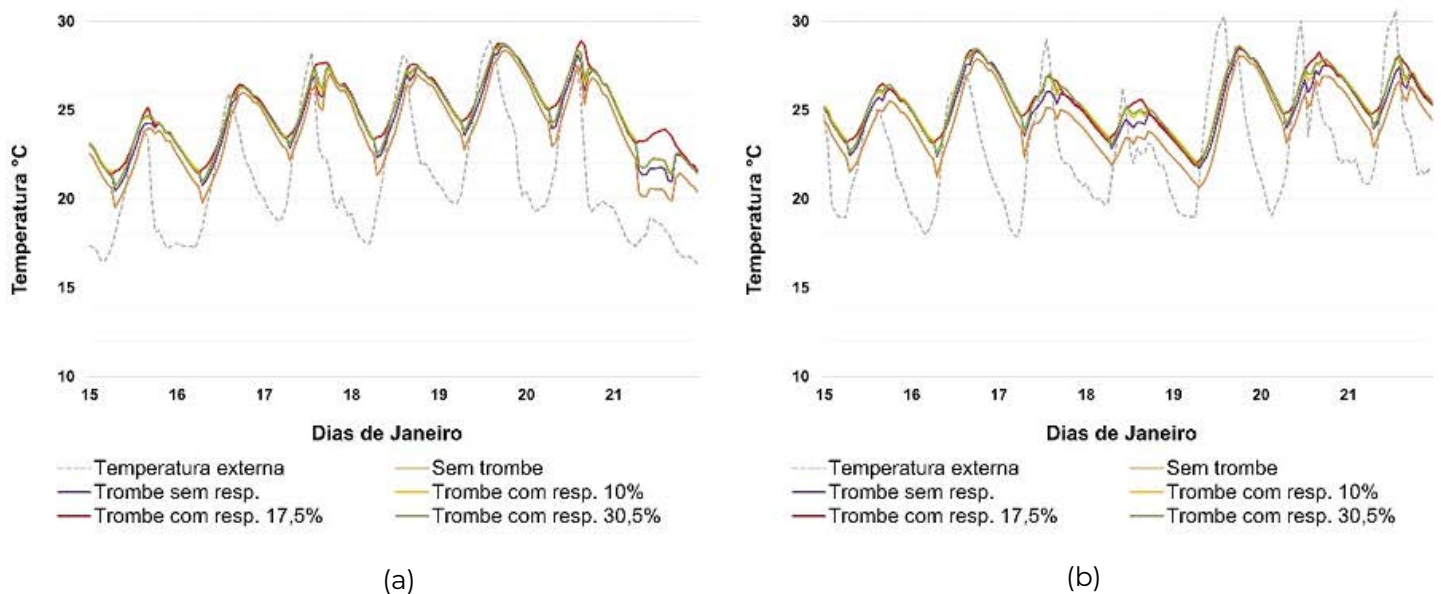 30
25
20
15
10
Temperatura °C
15 16 17 18 19 20 21
Dias de Janeiro
Temperatura externa
Sem trombe
Trombe sem resp.
Trombe com resp. 10%
Trombe com resp. 17,5%
Trombe com resp. 30,5%
(a)
30
25
20
15
10
Temperatura °C
15 16 17 18 19 20 21
Dias de Janeiro
Temperatura externa
Sem trombe
Trombe sem resp.
Trombe com resp. 10%
Trombe com resp. 17,5%
Trombe com resp. 30,5%
(b)